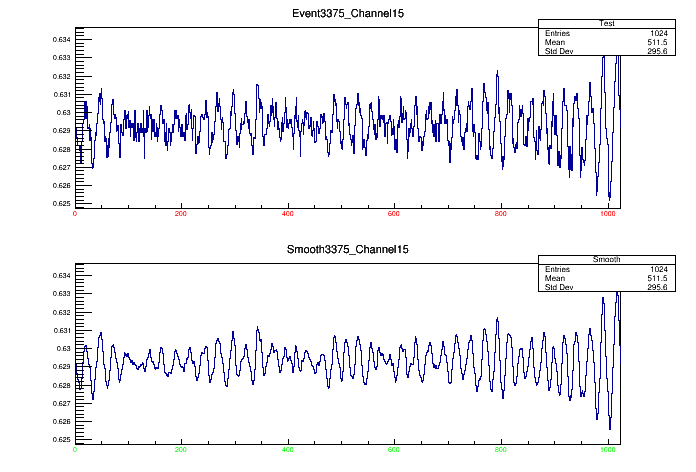 Event3375_Channel15
Test
Entries 1024
Mean 511.5
Std Dev 295.6
0.634
0.633
0.632
0.631
0.63
0.629
0.628
0.627
0.626
0.625
0 200 400 600 800 1000
Smooth3375_Channel15
Smooth
Entries 1024
Mean 511.5
Std Dev 295.6
0.634
0.633
0.632
0.631
0.63
0.629
0.628
0.627
0.626
0.625
0 200 400 600 800 1000